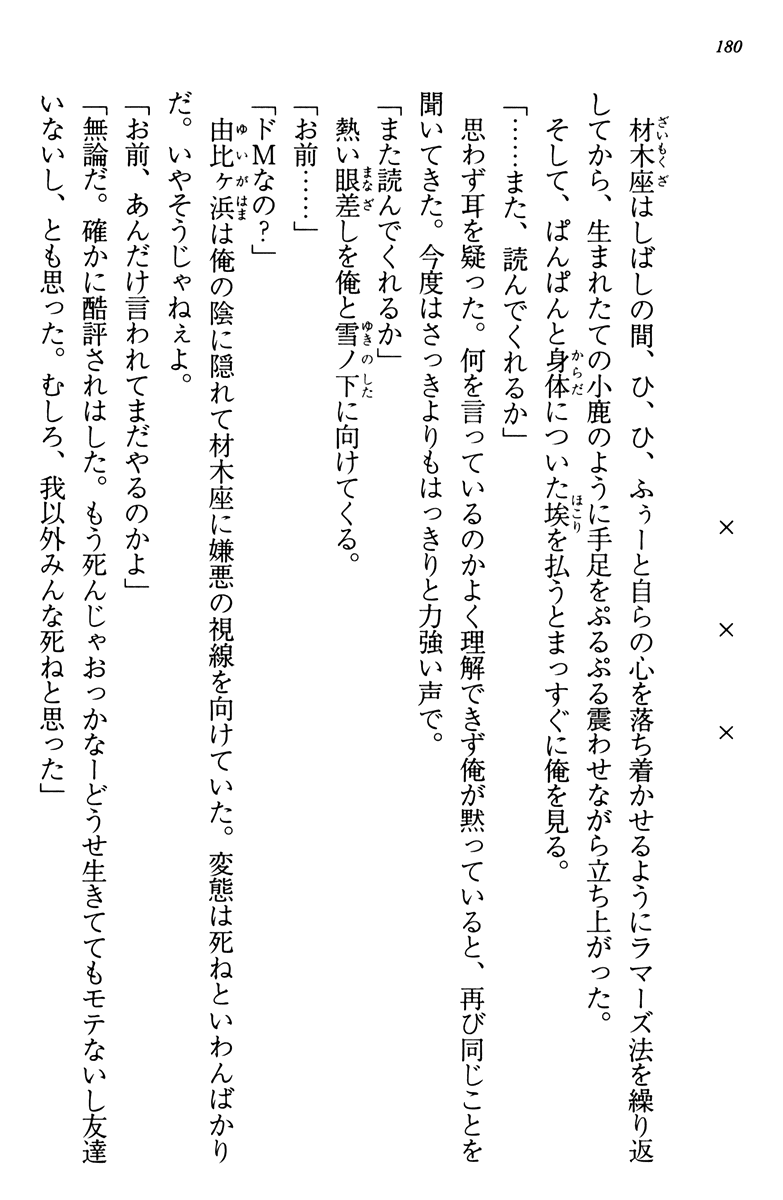 180
× × ×
材木座はしばしの間、ひ、ひ、ふぅーと自らの心を落ち着かせるようにラマーズ法を繰り返
してから、生まれたての小鹿のように手足をぷるぷる震わせながら立ち上がった。
そして、ぱんぱんと身体についた埃を払うとまっすぐに俺を見る。
「……また、読んでくれるか」
思わず耳を疑った。何を言っているのかよく理解できず俺が黙っていると、再び同じことを
聞いてきた。今度はさっきよりもはっきりと力強い声で。
「また読んでくれるか」
熱い眼差しを俺と雪ノ下に向けてくる。
「お前……」
「ドMなの？」
由比ヶ浜は俺の陰に隠れて材木座に嫌悪の視線を向けていた。変態は死ねといわんばかり
だ。いやそうじゃねぇよ。
「お前、あんだけ言われてまだやるのかよ」
「無論だ。確かに酷評されはした。もう死んじゃおっかなーどうせ生きててもモテないし友達
いないし、とも思った。むしろ、我以外みんな死ねと思った」